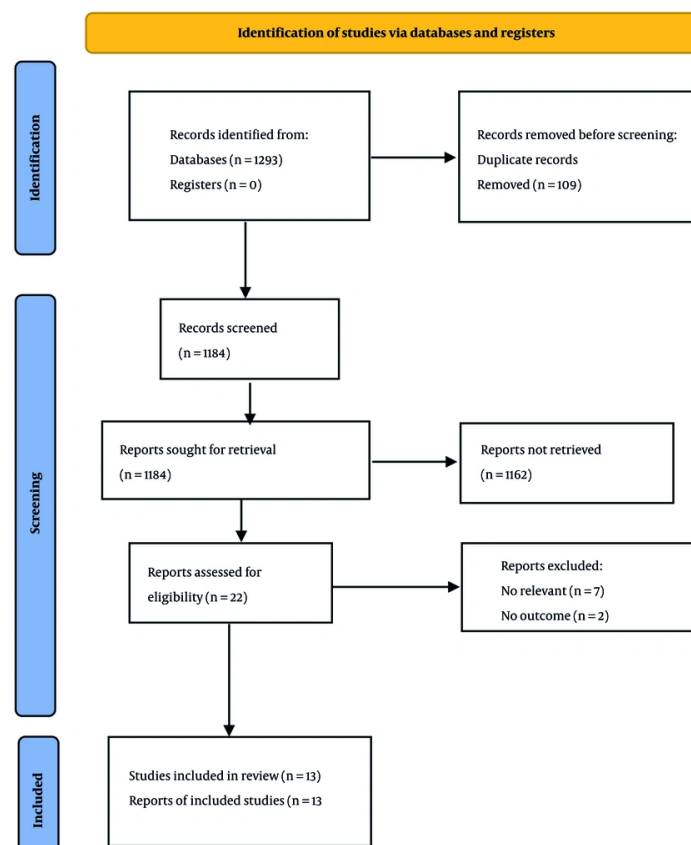 Identification of studies via databases and registers
Identification
Records identified from:
Databases (n = 1293)
Registers (n = 0)
Records removed before screening:
Duplicate records
Removed (n = 109)
Screening
Records screened
(n = 1184)
Reports sought for retrieval
(n = 1184)
Reports not retrieved
(n = 1162)
Reports assessed for
eligibility (n = 22)
Reports excluded:
No relevant (n = 7)
No outcome (n = 2)
Included
Studies included in review (n = 13)
Reports of included studies (n = 13